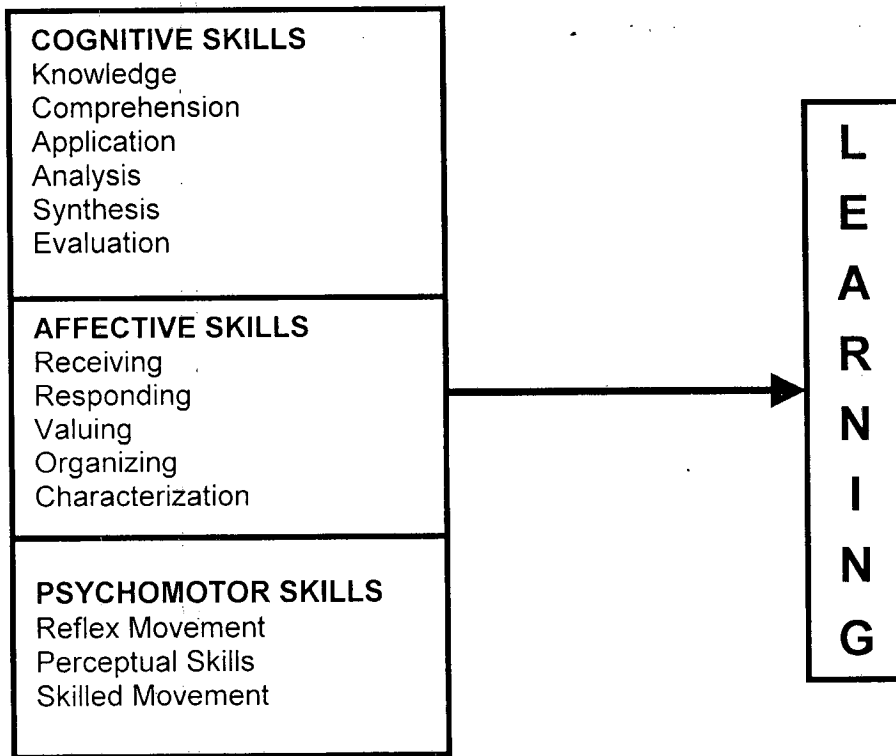 COGNITIVE SKILLS
Knowledge
Comprehension
Application
Analysis
Synthesis
Evaluation
AFFECTIVE SKILLS
Receiving
Responding
Valuing
Organizing
Characterization
PSYCHOMOTOR SKILLS
Reflex Movement
Perceptual Skills
Skilled Movement
L
E
A
R
N
I
N
G